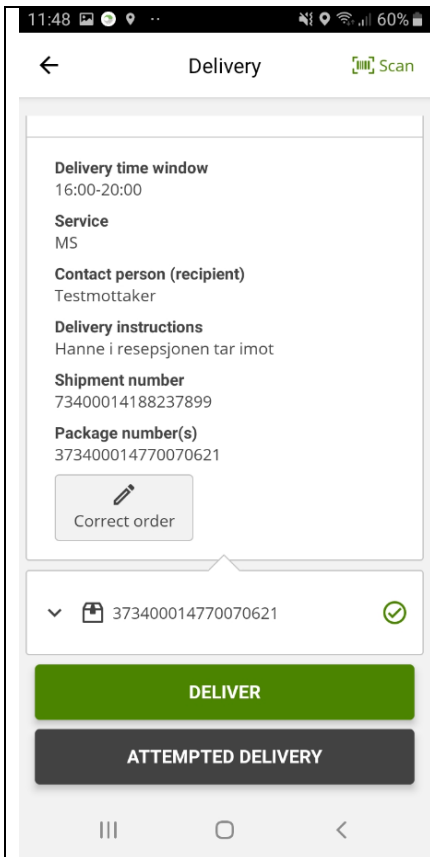 11:48 60%
Delivery
Scan
Delivery time window
16:00-20:00
Service
MS
Contact person (recipient)
Testmottaker
Delivery instructions
Hanne i resepsjonen tar imot
Shipment number
73400014188237899
Package number(s)
373400014770070621
Correct order
373400014770070621
DELIVER
ATTEMPTED DELIVERY